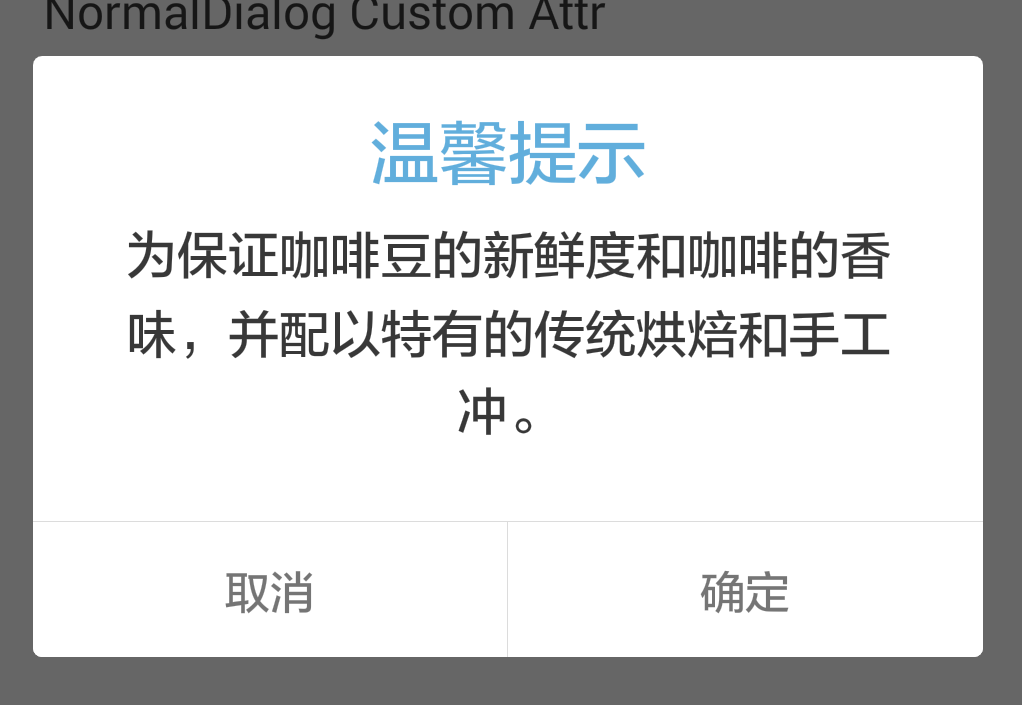 NormalDialog Custom Attr
温馨提示
为保证咖啡豆的新鲜度和咖啡的香
味，并配以特有的传统烘焙和手工
冲。
取消
确定